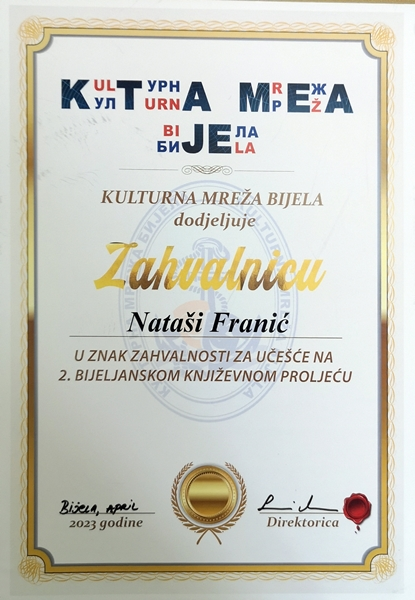 KULTURNA MREŽA
КУЛТУРНА МРЕЖА
BIJELA
БИЈЕЛА
KULTURNA MREŽA BIJELA
dodjeljuje
Zahvalnicu
Nataši Franić
U ZNAK ZAHVALNOSTI ZA UČEŠĆE NA
2. BIJELJANSKOM KNJIŽEVNOM PROLJEĆU
Bijela, april
2023 godine
Direktorica